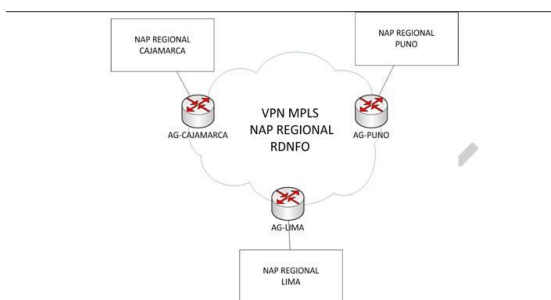 NAP REGIONAL
CAJAMARCA
NAP REGIONAL
PUNO
VPN MPLS
NAP REGIONAL
RDNFO
AG-CAJAMARCA
AG-PUNO
AG-LIMA
NAP REGIONAL
LIMA